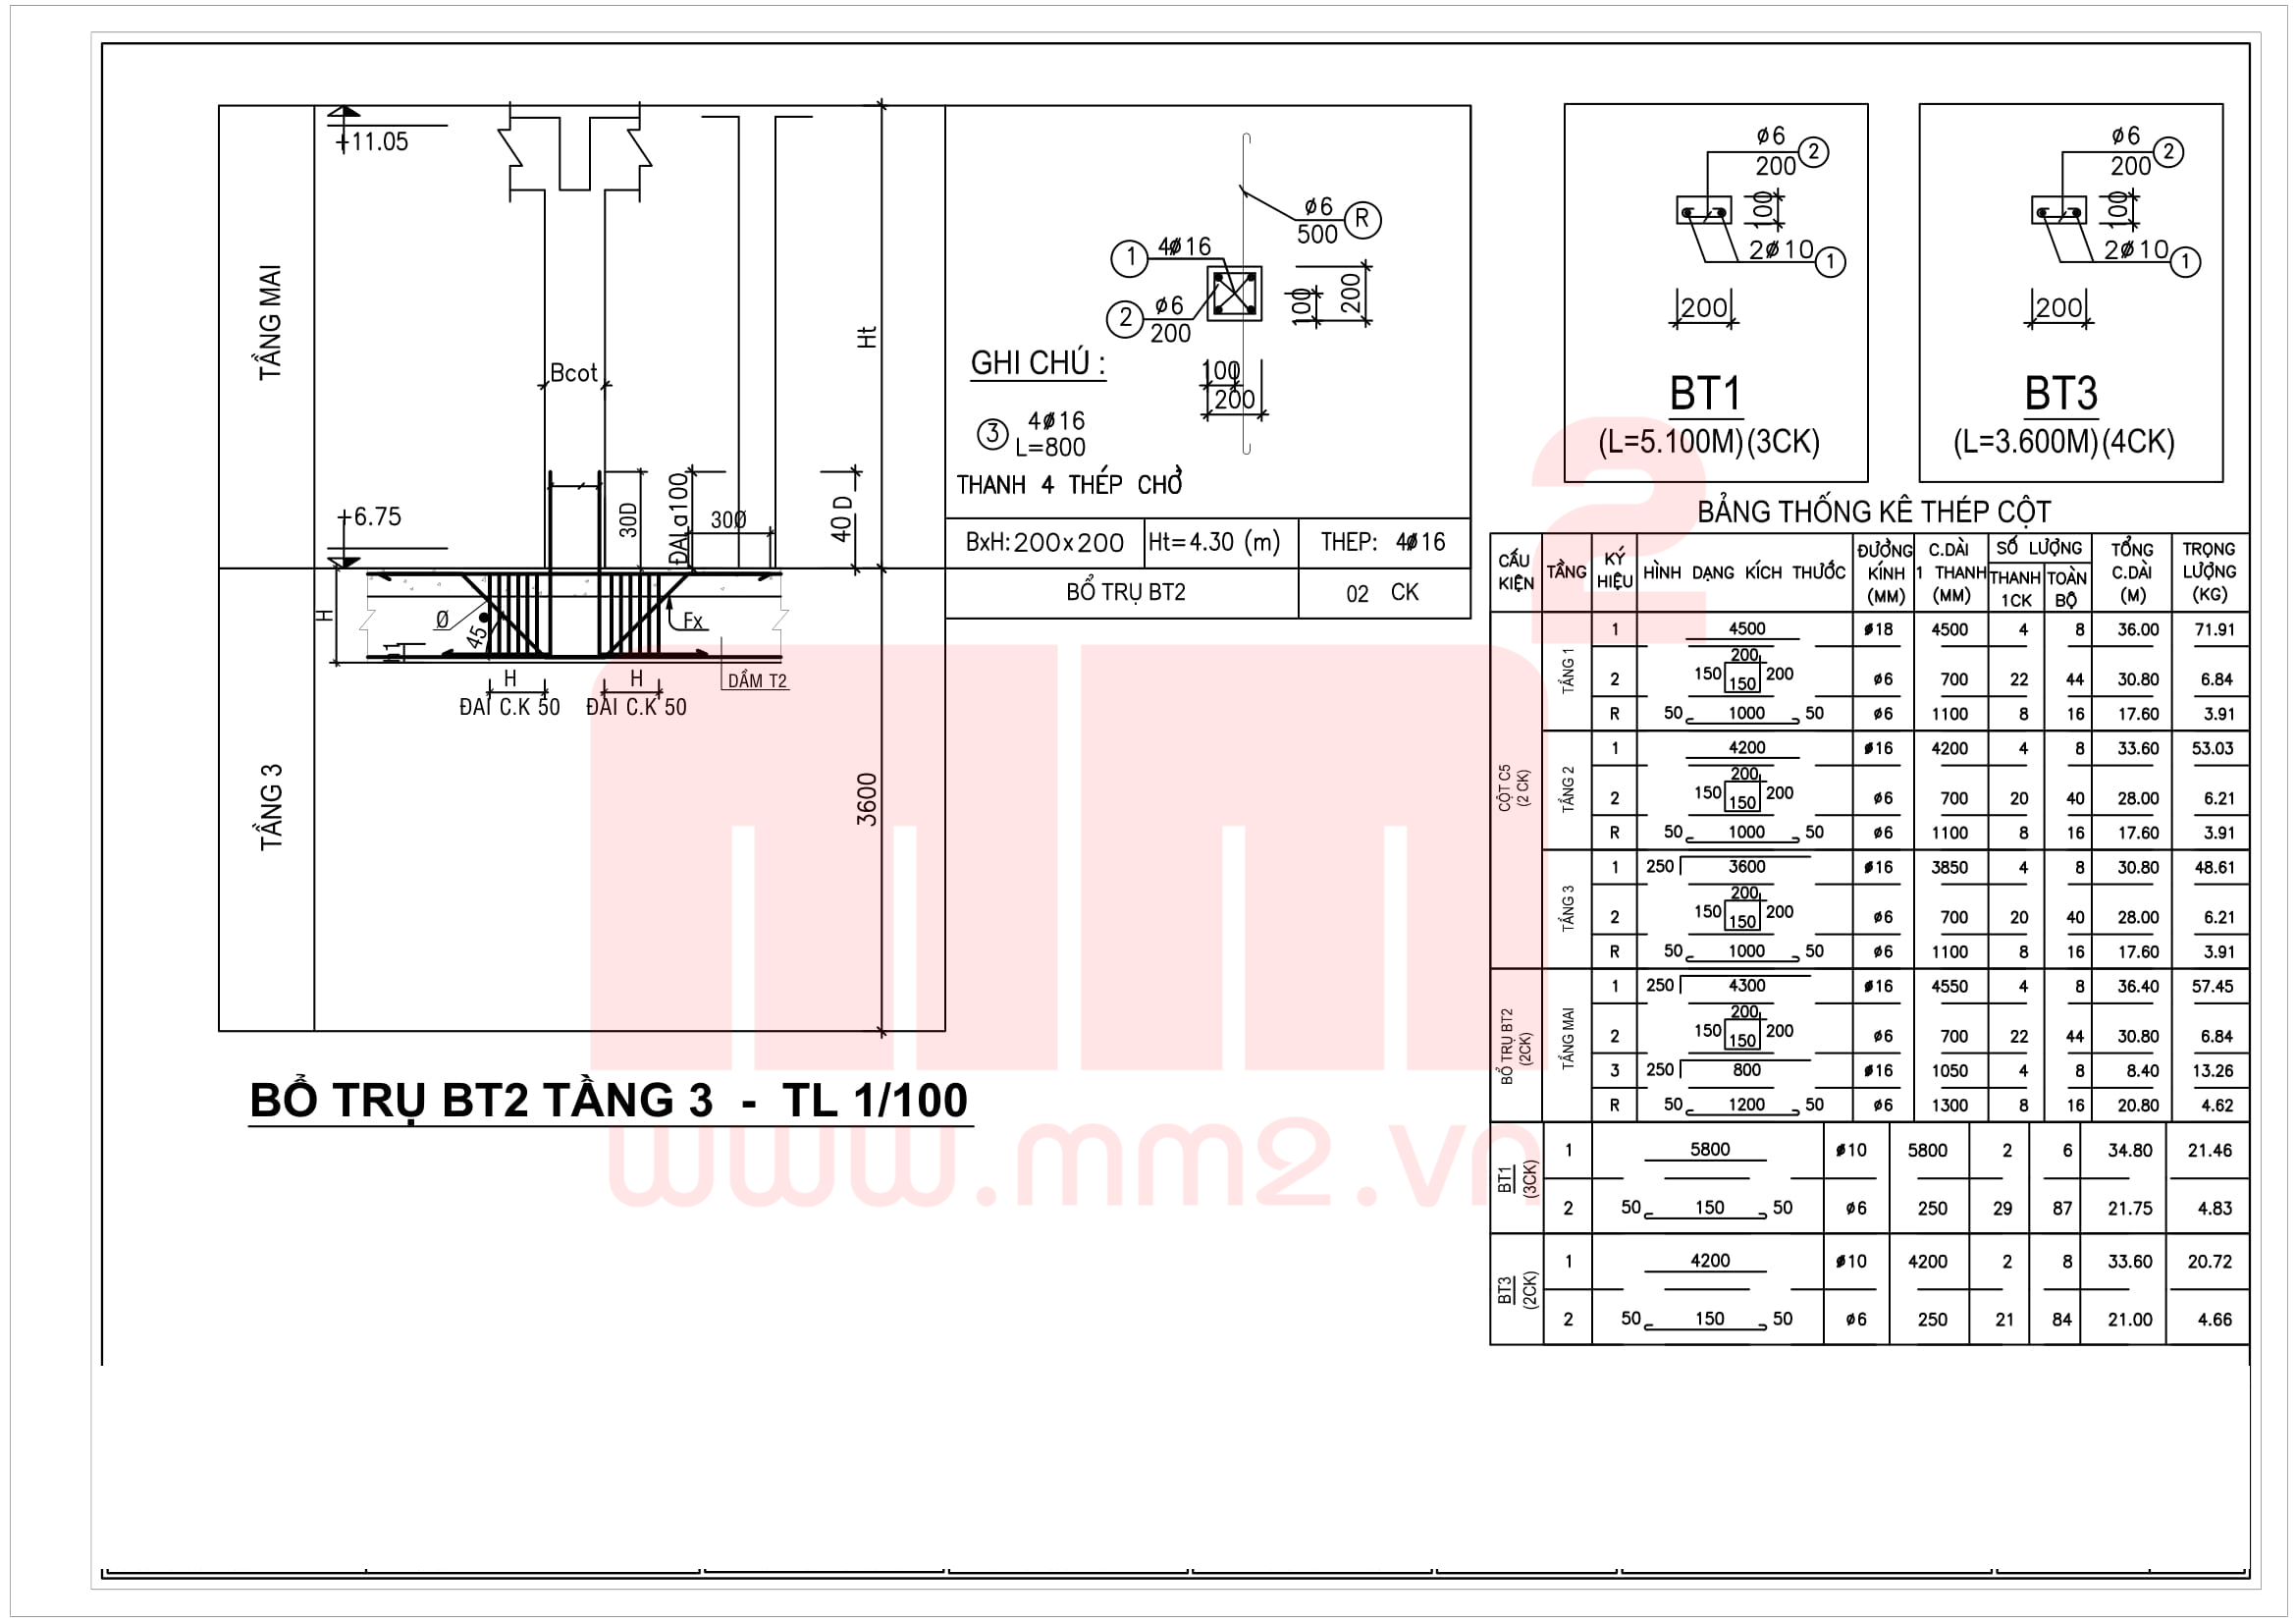 +11.05
TẦNG MAI
Bcot
Ht
+6.75
30D
ĐAI a100
30Ø
40 D
H
h1
Ø
45
Fx
DẦM T2
H
H
ĐAI C.K 50
ĐAI C.K 50
TẦNG 3
3600
BỔ TRỤ BT2 TẦNG 3 - TL 1/100
ø6
500
R
1
4ø16
2
ø6
200
100
200
100
200
GHI CHÚ :
3
4ø16
L=800
THANH 4 THÉP CHỞ
BxH: 200x200
Ht=4.30 (m)
THEP: 4ø16
BỔ TRỤ BT2
02 CK
ø6
200
2
100
2ø10
1
200
BT1
(L=5.100M)(3CK)
ø6
200
2
100
2ø10
1
200
BT3
(L=3.600M)(4CK)
BẢNG THỐNG KÊ THÉP CỘT
CẤU KIỆN TẦNG KÝ HIỆU HÌNH DẠNG KÍCH THƯỚC ĐƯỜNG KÍNH (MM) C.DÀI 1 THANH (MM) SỐ LƯỢNG THANH 1CK TOÀN BỘ TỔNG C.DÀI (M) TRỌNG LƯỢNG (KG)
CỘT C5
(2 CK)
TẦNG 1
1 4500 ø18 4500 4 8 36.00 71.91
2 150 200 150 200 ø6 700 22 44 30.80 6.84
R 50 1000 50 ø6 1100 8 16 17.60 3.91
TẦNG 2
1 4200 ø16 4200 4 8 33.60 53.03
2 150 200 150 200 ø6 700 20 40 28.00 6.21
R 50 1000 50 ø6 1100 8 16 17.60 3.91
TẦNG 3
1 250 3600 ø16 3850 4 8 30.80 48.61
2 150 200 150 200 ø6 700 20 40 28.00 6.21
R 50 1000 50 ø6 1100 8 16 17.60 3.91
BỔ TRỤ BT2
(2CK)
TẦNG MAI
1 250 4300 ø16 4550 4 8 36.40 57.45
2 150 200 150 200 ø6 700 22 44 30.80 6.84
3 250 800 ø16 1050 4 8 8.40 13.26
R 50 1200 50 ø6 1300 8 16 20.80 4.62
BT1
(3CK)
1 5800 ø10 5800 2 6 34.80 21.46
2 50 150 50 ø6 250 29 87 21.75 4.83
BT3
(2CK)
1 4200 ø10 4200 2 8 33.60 20.72
2 50 150 50 ø6 250 21 84 21.00 4.66
mm2
www.mm2.vn